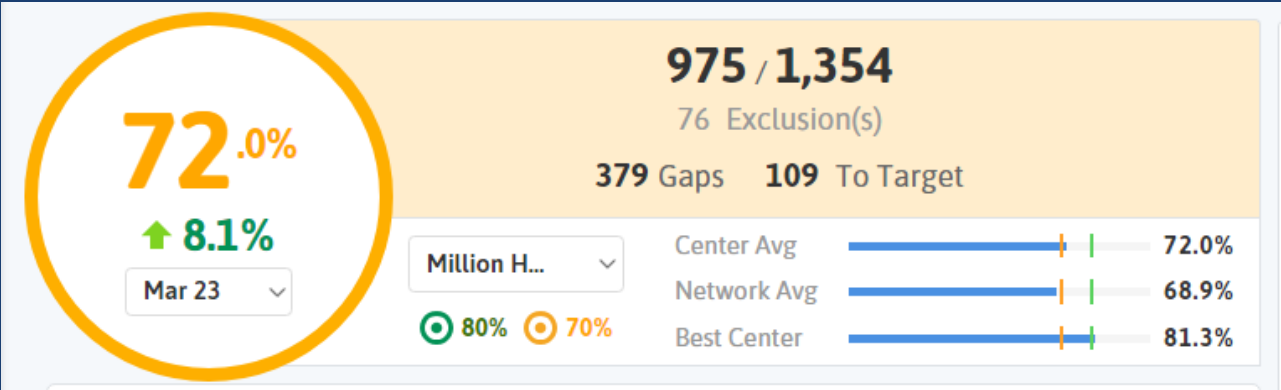 72.0%
8.1%
Mar 23
975 / 1,354
76 Exclusion(s)
379 Gaps 109 To Target
Million H...
80% 70%
Center Avg 72.0%
Network Avg 68.9%
Best Center 81.3%